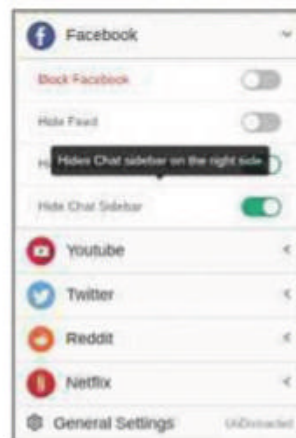 Facebook
Block Facebook
Hide Feed
Hides Chat sidebar on the right side
Hide Chat Sidebar
Youtube
Twitter
Reddit
Netflix
General Settings
UnDistracted